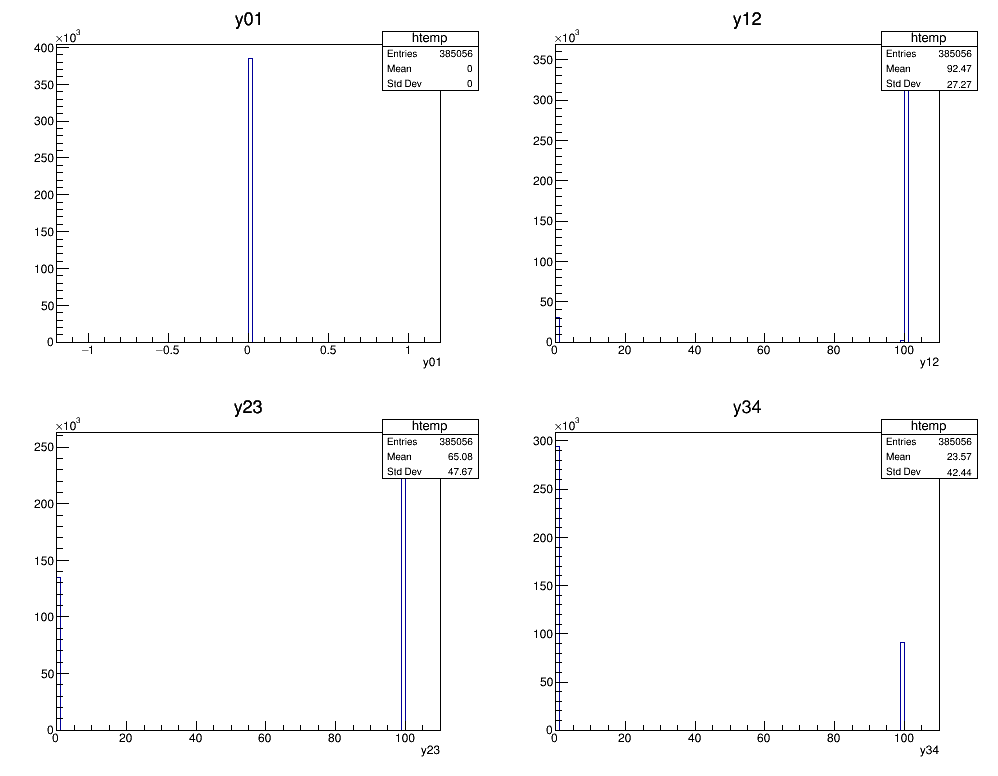 y01
×10³
htemp
Entries 385056
Mean 0
Std Dev 0
400
350
300
250
200
150
100
50
0
−1 −0.5 0 0.5 1
y01
y12
×10³
htemp
Entries 385056
Mean 92.47
Std Dev 27.27
350
300
250
200
150
100
50
0
0 20 40 60 80 100
y12
y23
×10³
htemp
Entries 385056
Mean 65.08
Std Dev 47.67
250
200
150
100
50
0
0 20 40 60 80 100
y23
y34
×10³
htemp
Entries 385056
Mean 23.57
Std Dev 42.44
300
250
200
150
100
50
0
0 20 40 60 80 100
y34